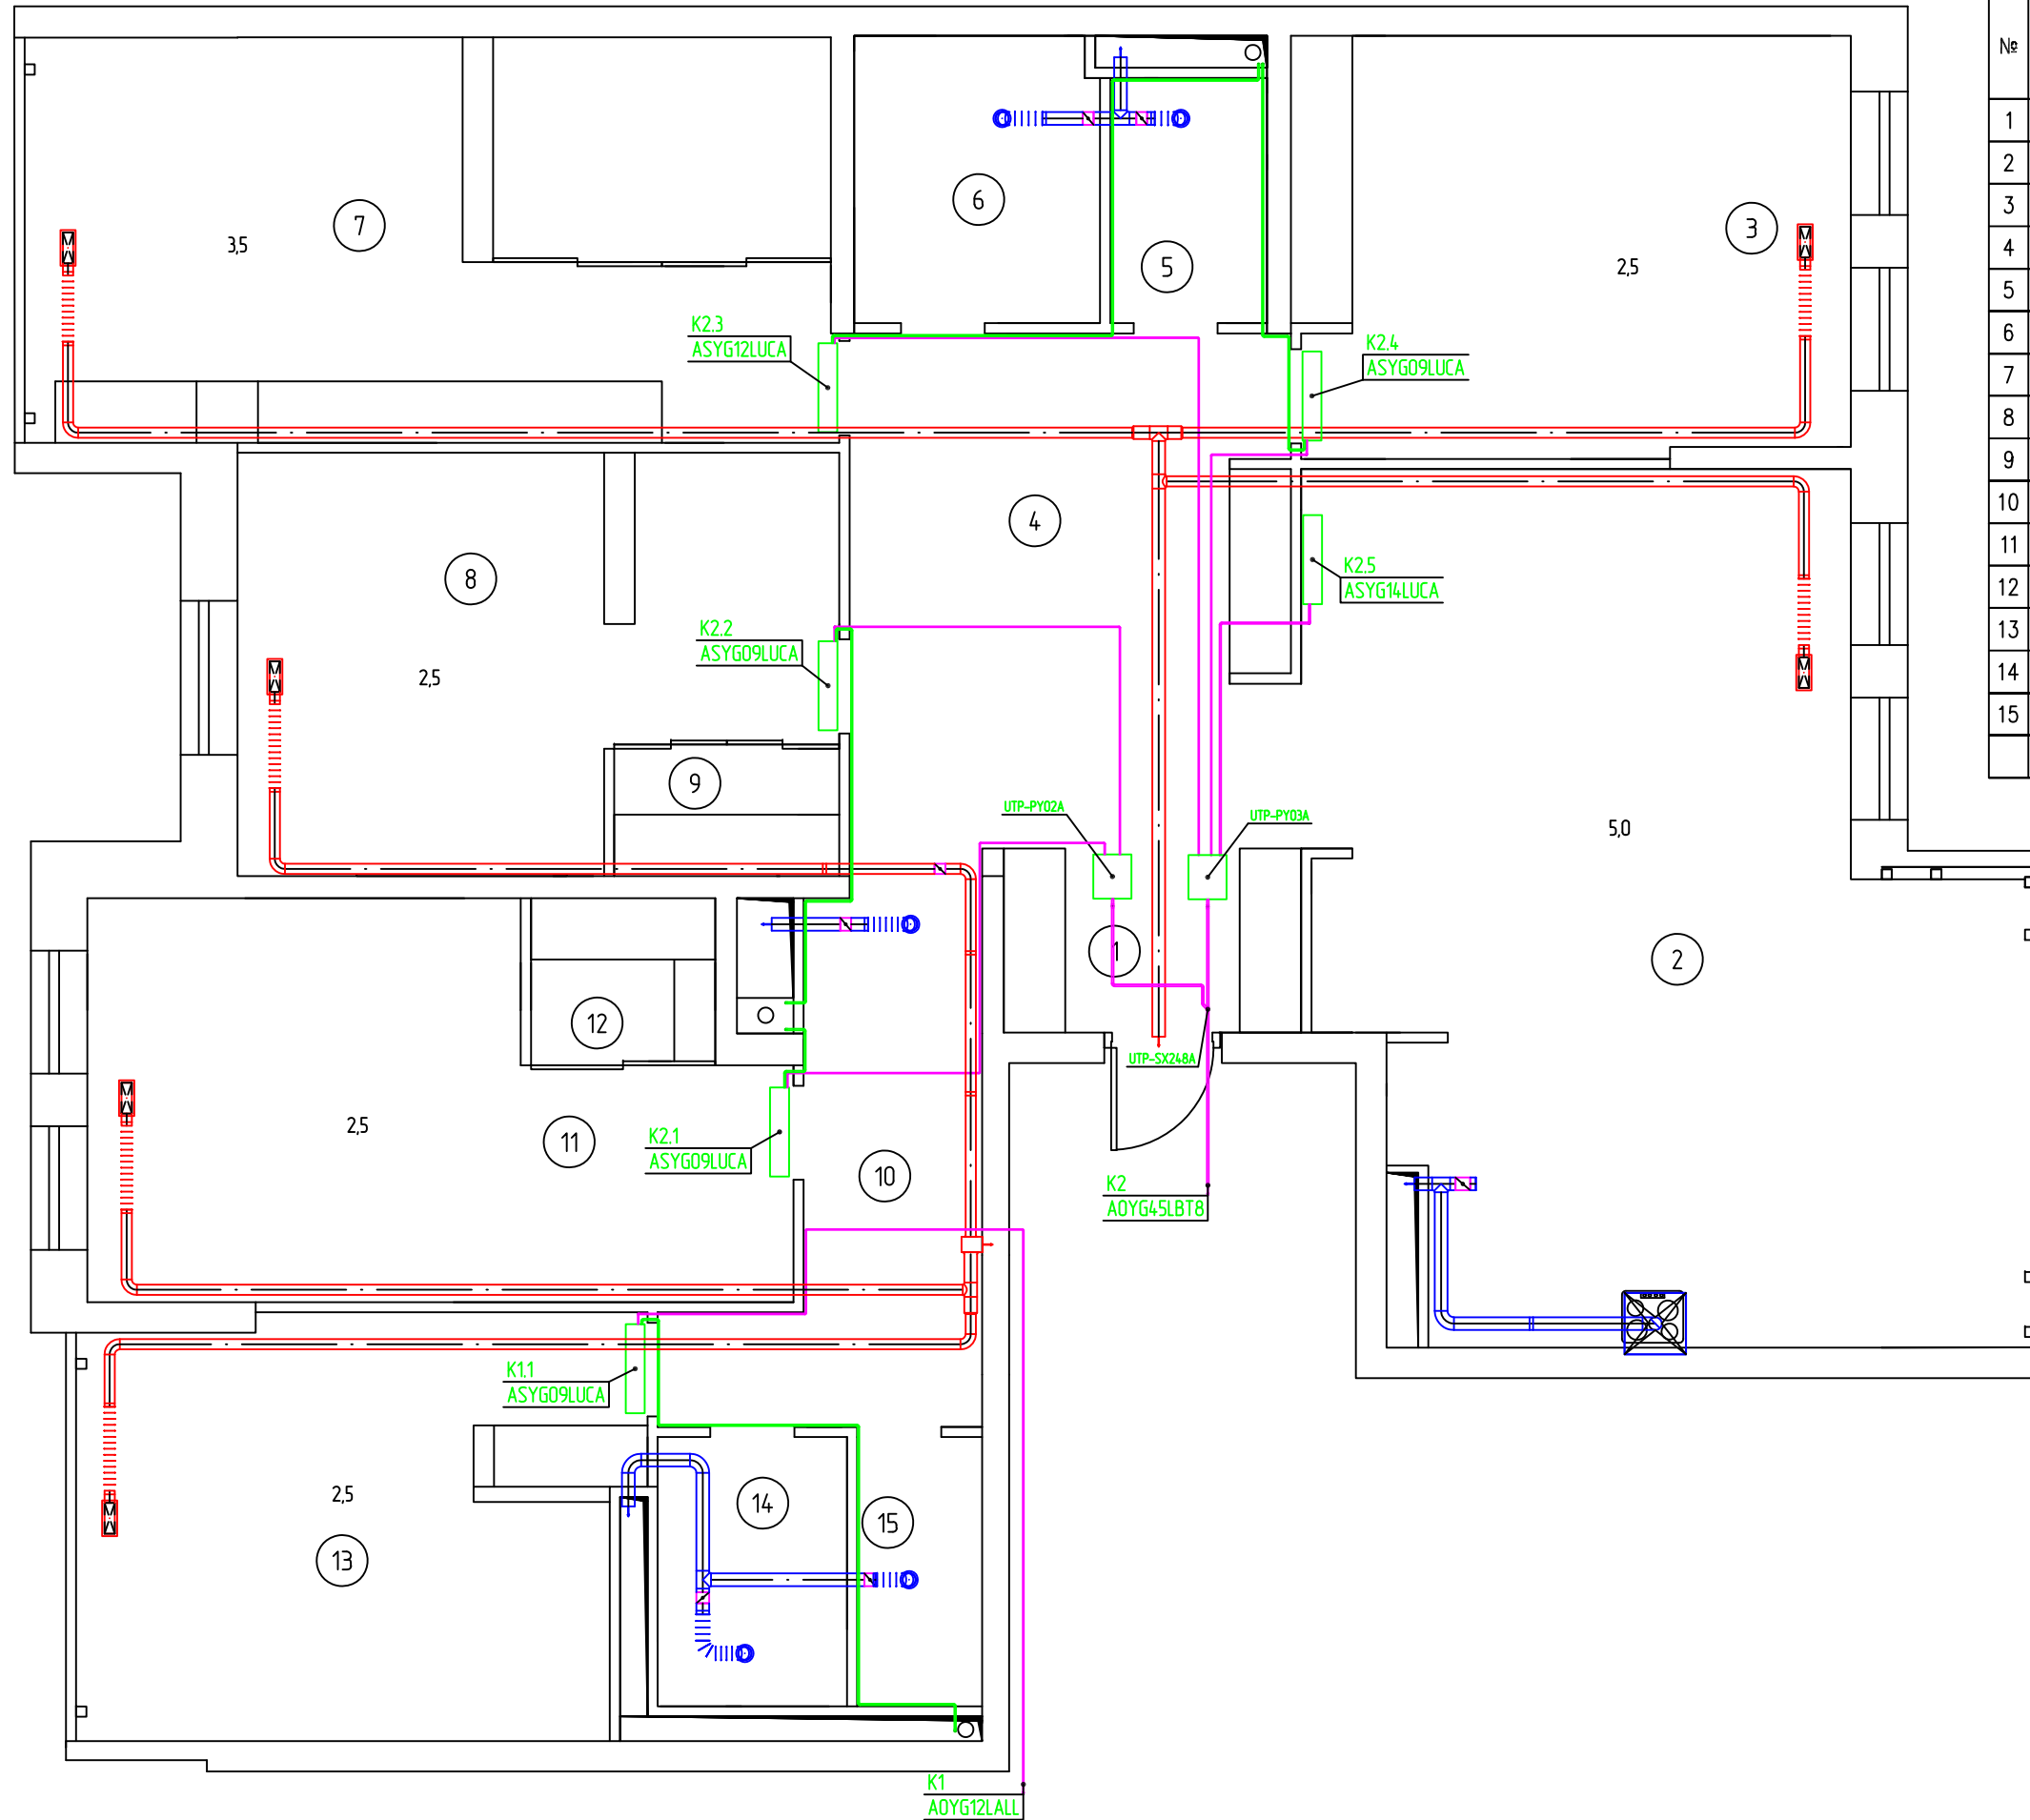 №
1
2
3
4
5
6
7
8
9
10
11
12
13
14
15
7
3,5
6
5
3
2,5
K2.3
ASYG12LUCA
K2.4
ASYG09LUCA
4
8
K2.5
ASYG14LUCA
K2.2
ASYG09LUCA
2,5
9
UTP-PY02A
UTP-PY03A
5,0
1
2
12
UTP-SX248A
2,5
11
K2.1
ASYG09LUCA
10
K2
AOYG45LBT8
K1.1
ASYG09LUCA
2,5
14
15
13
K1
AOYG12LALL